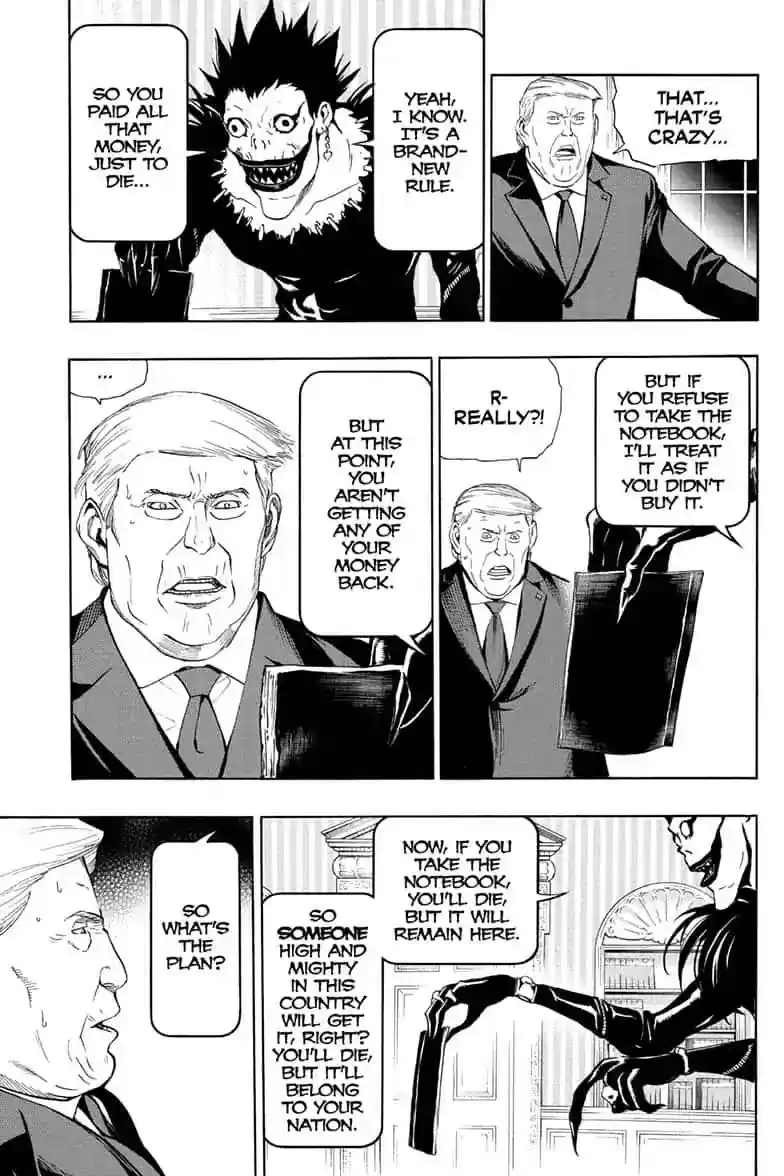 THAT...
THAT'S
CRAZY...
YEAH,
I KNOW.
IT'S A
BRAND-
NEW
RULE.
SO YOU
PAID ALL
THAT
MONEY,
JUST TO
DIE...
BUT IF
YOU REFUSE
TO TAKE THE
NOTEBOOK,
I'LL TREAT
IT AS IF
YOU DIDN'T
BUY IT.
R-
REALLY?!
BUT
AT THIS
POINT,
YOU
AREN'T
GETTING
ANY OF
YOUR
MONEY
BACK.
...
NOW, IF YOU
TAKE THE
NOTEBOOK,
YOU'LL DIE,
BUT IT WILL
REMAIN HERE.
SO
SOMEONE
HIGH AND
MIGHTY
IN THIS
COUNTRY
WILL GET
IT, RIGHT?
YOU'LL DIE,
BUT IT'LL
BELONG
TO YOUR
NATION.
SO
WHAT'S
THE
PLAN?